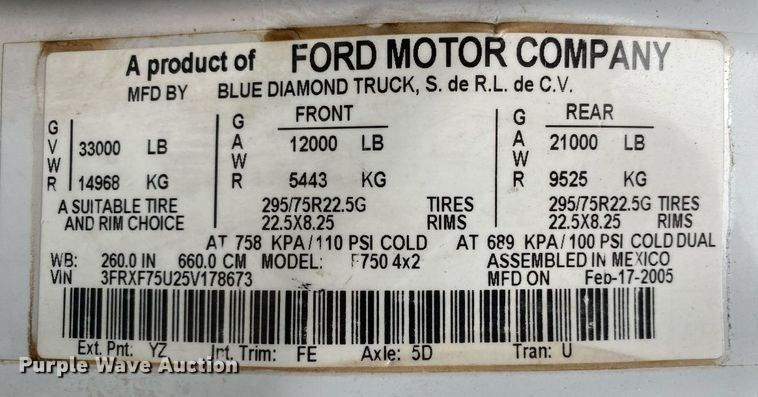 A product of FORD MOTOR COMPANY
MFD BY BLUE DIAMOND TRUCK, S. de R.L. de C.V.
GVWR 33000 LB 14968 KG
FRONT
GAWR 12000 LB 5443 KG
REAR
GAWR 21000 LB 9525 KG
A SUITABLE TIRE 295/75R22.5G TIRES 295/75R22.5G TIRES
AND RIM CHOICE 22.5X8.25 RIMS 22.5X8.25 RIMS
AT 758 KPA/110 PSI COLD AT 689 KPA/100 PSI COLD DUAL
WB: 260.0 IN 660.0 CM MODEL: F750 4x2 ASSEMBLED IN MEXICO
VIN 3FRXF75U25V178673 MFD ON Feb-17-2005
Ext. Pnt: YZ Int. Trim: FE Axle: 5D Tran: U
Purple Wave Auction